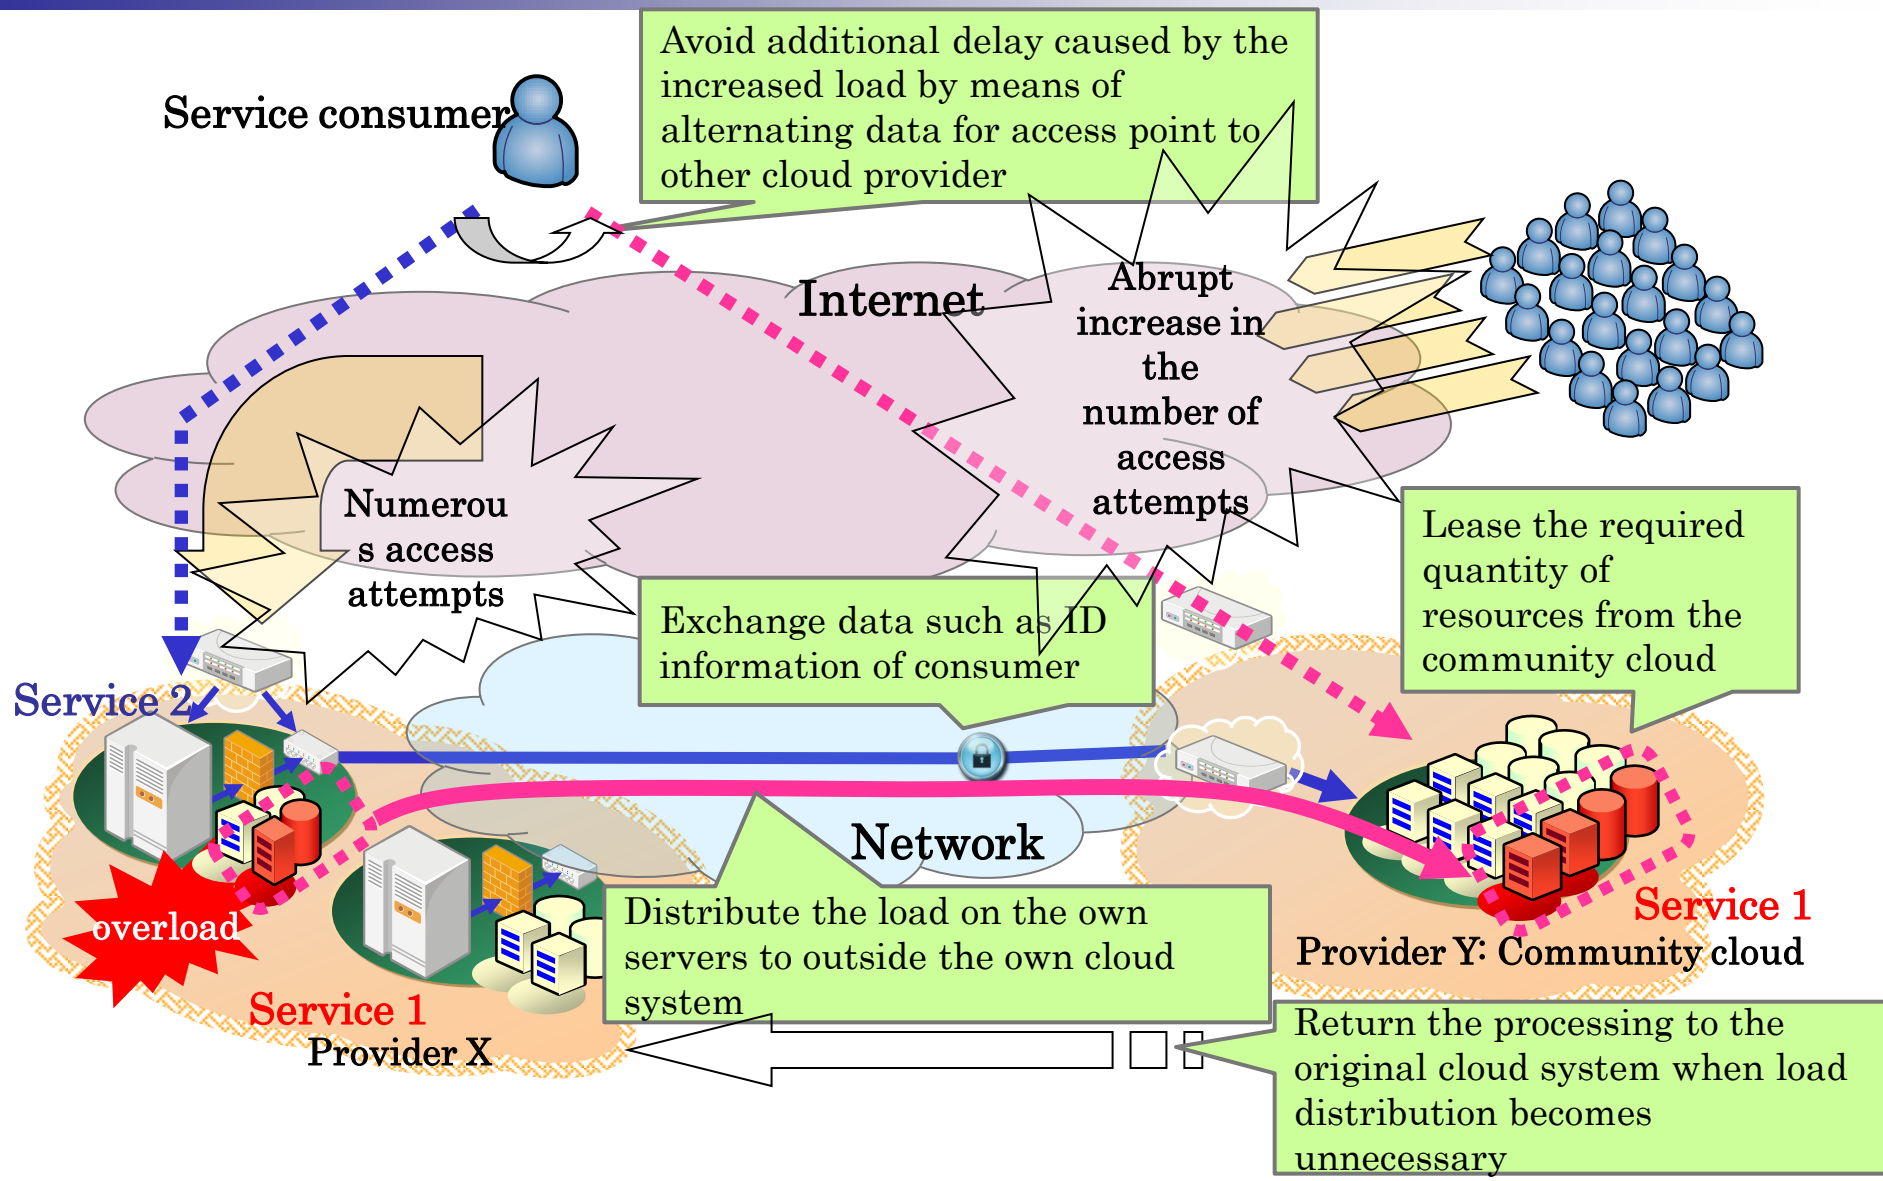 Avoid additional delay caused by the
increased load by means of
alternating data for access point to
other cloud provider
Service consumer
Internet
Abrupt
increase in
the
number of
access
attempts
Numerou
s access
attempts
Lease the required
quantity of
resources from the
community cloud
Exchange data such as ID
information of consumer
Service 2
Network
overload
Distribute the load on the own
servers to outside the own cloud
system
Service 1
Provider Y: Community cloud
Service 1
Provider X
Return the processing to the
original cloud system when load
distribution becomes
unnecessary